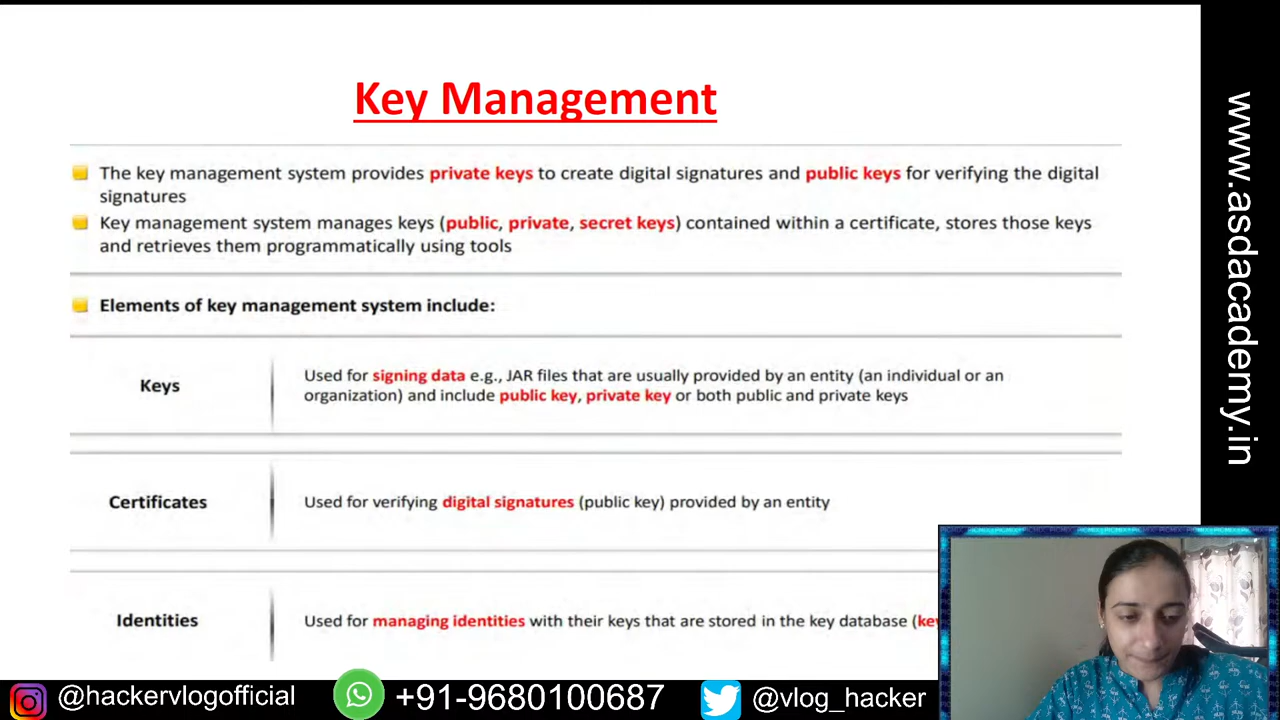 Key Management
The key management system provides private keys to create digital signatures and public keys for verifying the digital
signatures
Key management system manages keys (public, private, secret keys) contained within a certificate, stores those keys
and retrieves them programmatically using tools
Elements of key management system include:
Keys
Used for signing data e.g., JAR files that are usually provided by an entity (an individual or an
organization) and include public key, private key or both public and private keys
Certificates
Used for verifying digital signatures (public key) provided by an entity
Identities
Used for managing identities with their keys that are stored in the key database (
@hackervlogofficial
+91-9680100687
@vlog_hacker
www.asdacademy.in